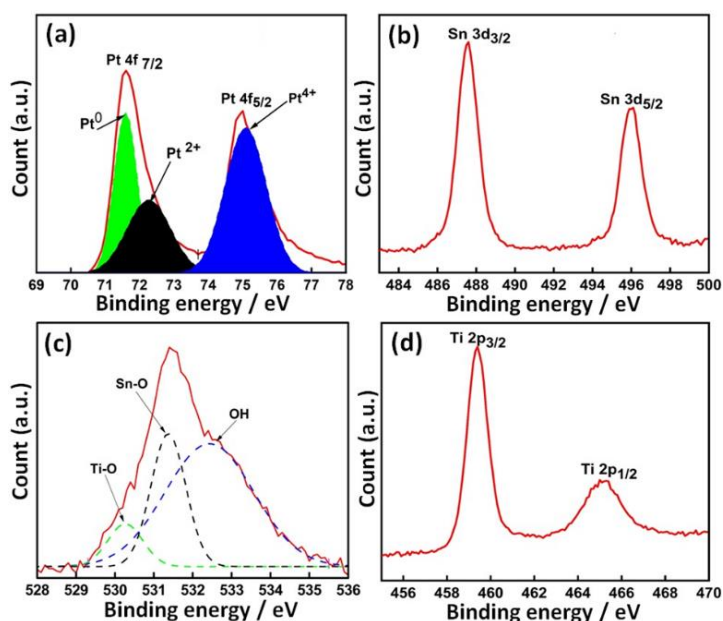 (a)
Pt 4f 7/2
Pt0
Pt 2+
Pt 4f5/2
Pt4+
Count (a.u.)
69 70 71 72 73 74 75 76 77 78
Binding energy / eV
(b)
Sn 3d3/2
Sn 3d5/2
Count (a.u.)
484 486 488 490 492 494 496 498 500
Binding energy / eV
(c)
Sn-O
OH
Ti-O
Count (a.u.)
528 529 530 531 532 533 534 535 536
Binding energy / eV
(d)
Ti 2p3/2
Ti 2p1/2
Count (a.u.)
456 458 460 462 464 466 468 470
Binding energy / eV